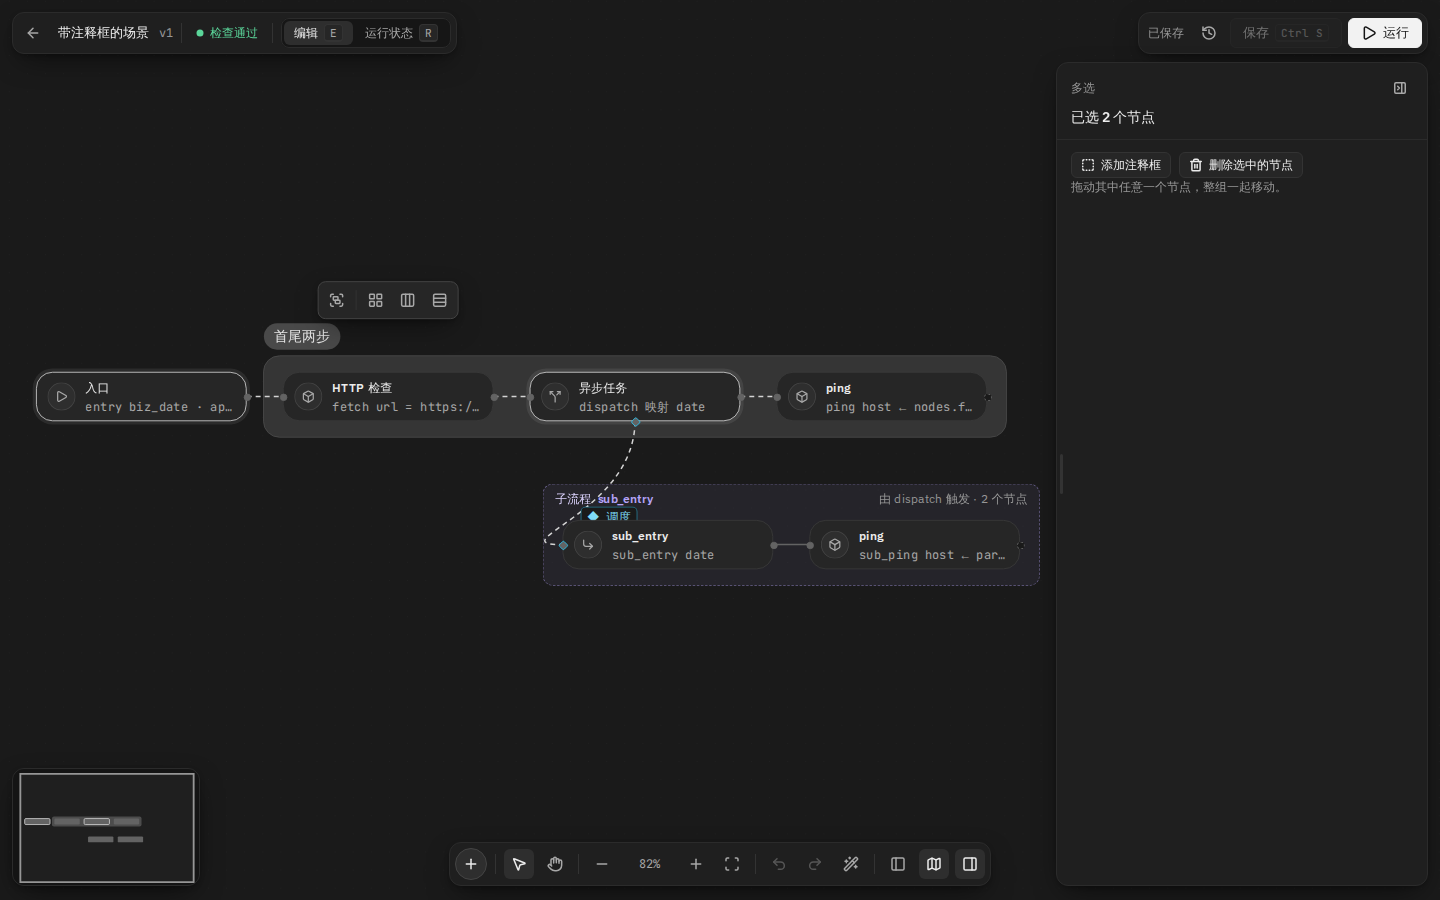 带注释框的场景 v1 检查通过 编辑 E 运行状态 R
已保存 保存 Ctrl S 运行
多选
已选 2 个节点
添加注释框 删除选中的节点
拖动其中任意一个节点，整组一起移动。
首尾两步
入口
entry biz_date · ap…
HTTP 检查
fetch url = https:/…
异步任务
dispatch 映射 date
ping
ping host ← nodes.f…
子流程 sub_entry
由 dispatch 触发 · 2 个节点
调度
sub_entry
sub_entry date
ping
sub_ping host ← par…
82%